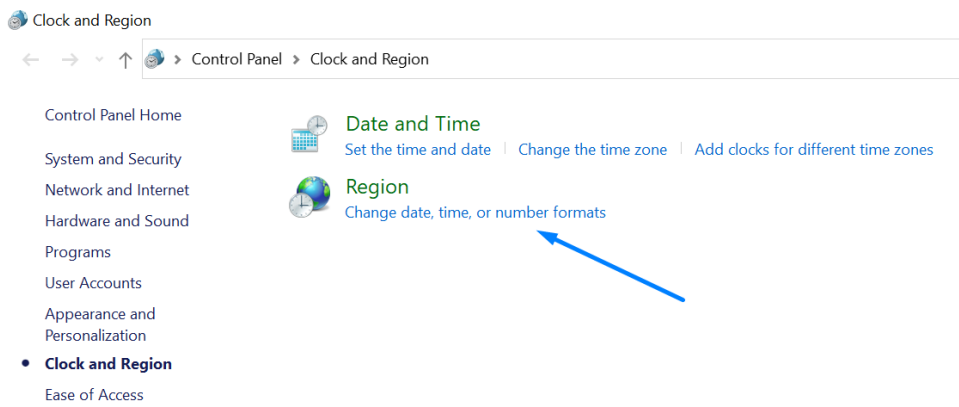 Clock and Region
Control Panel > Clock and Region
Control Panel Home
System and Security
Network and Internet
Hardware and Sound
Programs
User Accounts
Appearance and
Personalization
Clock and Region
Ease of Access
Date and Time
Set the time and date | Change the time zone | Add clocks for different time zones
Region
Change date, time, or number formats